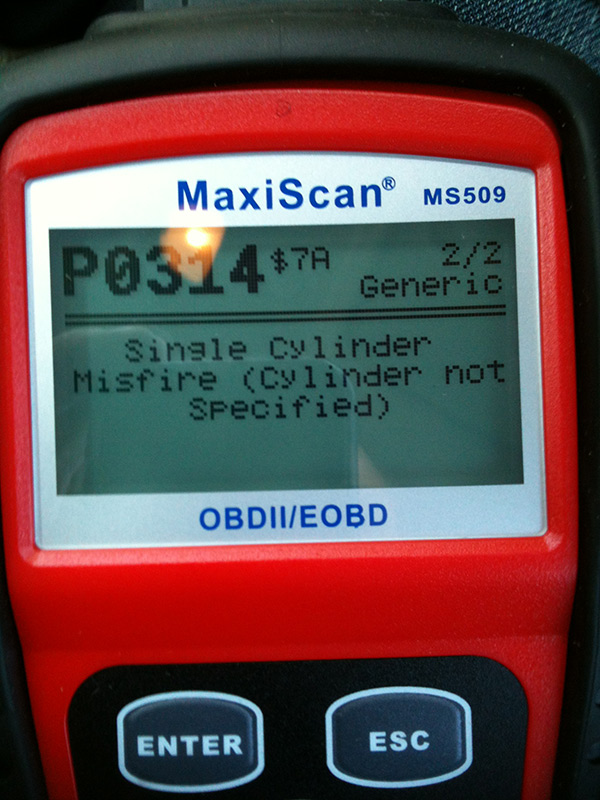 MaxiScan® MS509
P0314 $7A 2/2
Generic
Single Cylinder
Misfire (Cylinder not
Specified)
OBDII/EOBD
ENTER ESC